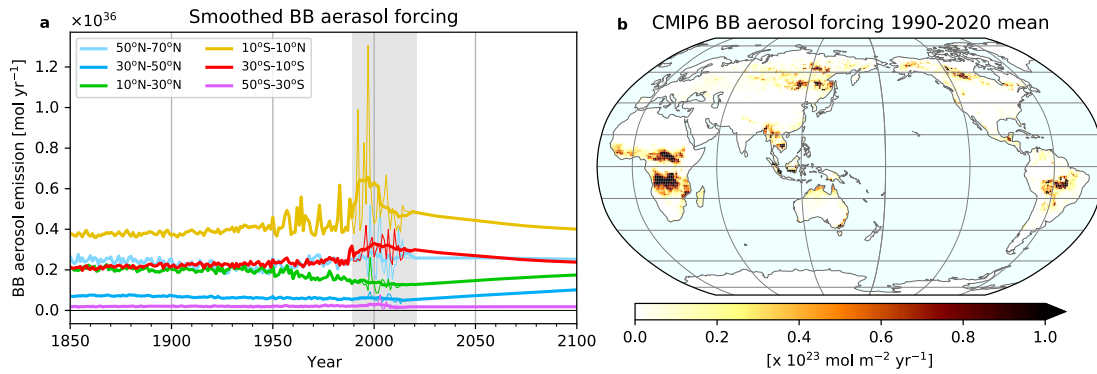 a
×10^36
Smoothed BB aerosol forcing
BB aerosol emission [mol yr⁻¹]
1.2
1.0
0.8
0.6
0.4
0.2
0.0
50°N-70°N
30°N-50°N
10°N-30°N
10°S-10°N
30°S-10°S
50°S-30°S
1850
1900
1950
2000
2050
2100
Year
b
CMIP6 BB aerosol forcing 1990-2020 mean
0.0
0.2
0.4
0.6
0.8
1.0
[x 10²³ mol m⁻² yr⁻¹]